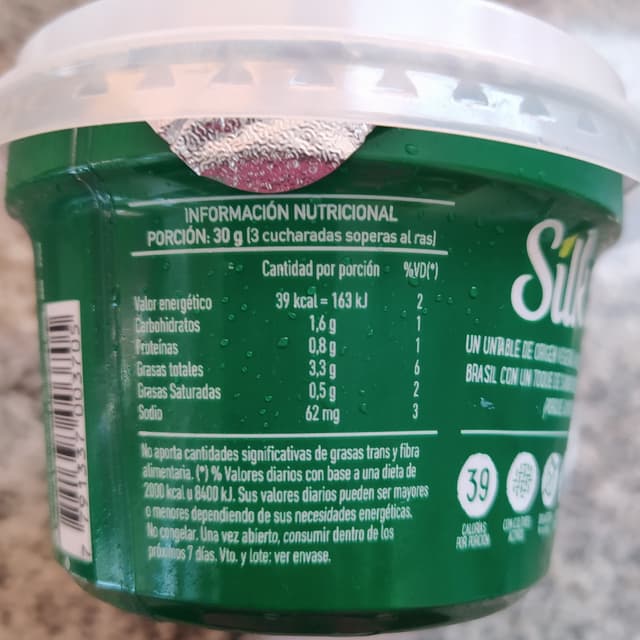 INFORMACIÓN NUTRICIONAL
PORCIÓN: 30 g (3 cucharadas soperas al ras)
Cantidad por porción %VD(*)
Valor energético 39 kcal = 163 kJ 2
Carbohidratos 1,6 g 1
Proteínas 0,8 g 1
Grasas totales 3,3 g 6
Grasas Saturadas 0,5 g 2
Sodio 62 mg 3
No aporta cantidades significativas de grasas trans y fibra
alimentaria. (*) % Valores diarios con base a una dieta de
2000 kcal u 8400 kJ. Sus valores diarios pueden ser mayores
o menores dependiendo de sus necesidades energéticas.
No congelar. Una vez abierto, consumir dentro de los
próximos 7 días. Vto. y lote: ver envase.
Silk
UN UNTABLE DE ORIGEN
BRASIL CON UN TOQUE DE
39
CALORÍAS
POR PORCIÓN